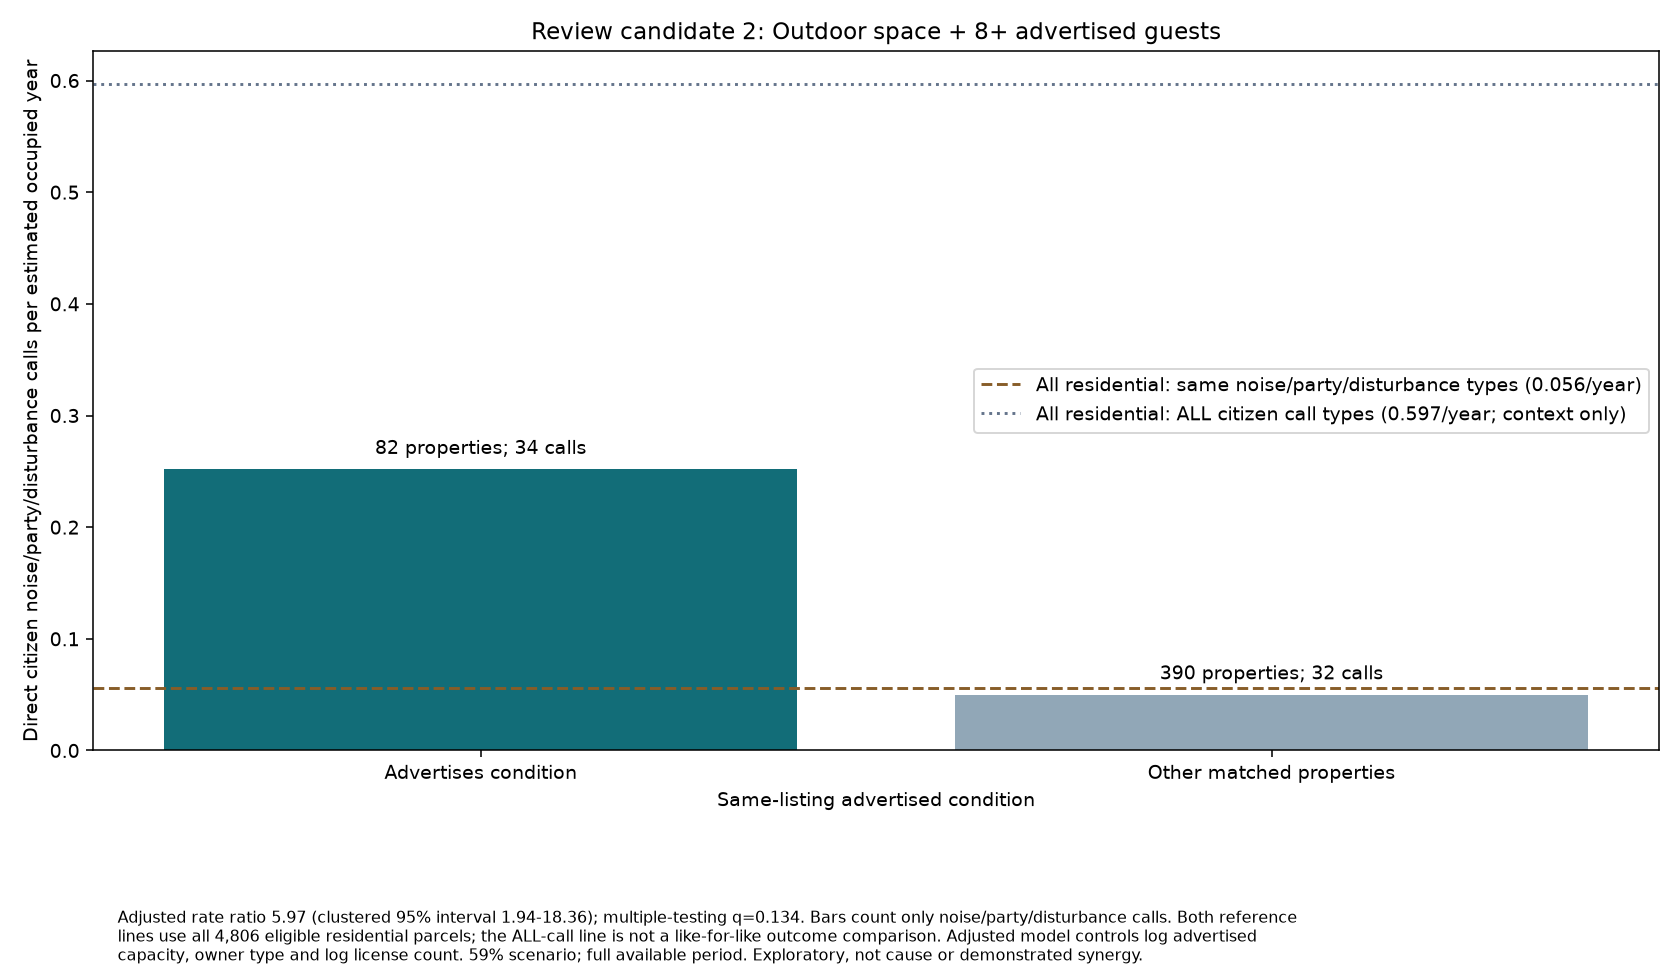 Review candidate 2: Outdoor space + 8+ advertised guests
Direct citizen noise/party/disturbance calls per estimated occupied year
0.6
0.5
0.4
0.3
0.2
0.1
0.0
All residential: same noise/party/disturbance types (0.056/year)
All residential: ALL citizen call types (0.597/year; context only)
82 properties; 34 calls
390 properties; 32 calls
Advertises condition
Other matched properties
Same-listing advertised condition
Adjusted rate ratio 5.97 (clustered 95% interval 1.94-18.36); multiple-testing q=0.134. Bars count only noise/party/disturbance calls. Both reference
lines use all 4,806 eligible residential parcels; the ALL-call line is not a like-for-like outcome comparison. Adjusted model controls log advertised
capacity, owner type and log license count. 59% scenario; full available period. Exploratory, not cause or demonstrated synergy.